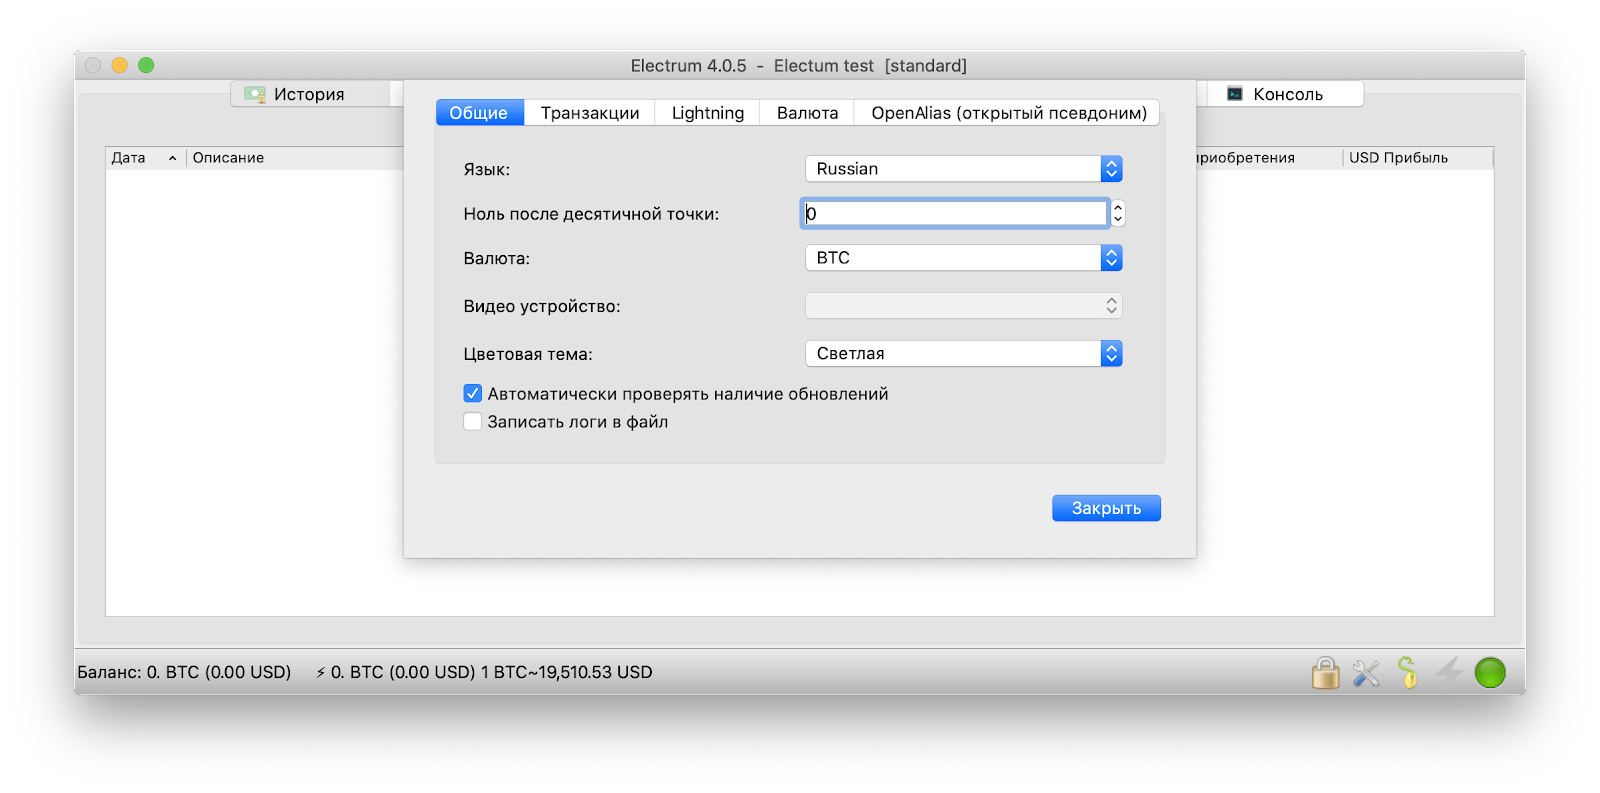 Electrum 4.0.5 - Electum test [standard]
История
Консоль
Общие Транзакции Lightning Валюта OpenAlias (открытый псевдоним)
Дата Описание
приобретения USD Прибыль
Язык: Russian
Ноль после десятичной точки: 0
Валюта: BTC
Видео устройство:
Цветовая тема: Светлая
Автоматически проверять наличие обновлений
Записать логи в файл
Закрыть
Баланс: 0. BTC (0.00 USD) ⚡ 0. BTC (0.00 USD) 1 BTC~19,510.53 USD